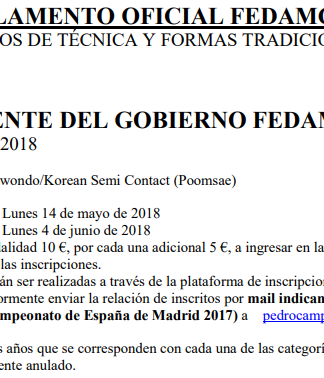 LAMENTO OFICIAL FEDAM
OS DE TÉCNICA Y FORMAS TRADICIO
ENTE DEL GOBIERNO FEDAM
2018
wondo/Korean Semi Contact (Poomsae)
Lunes 14 de mayo de 2018
Lunes 4 de junio de 2018
alidad 10 €, por cada una adicional 5 €, a ingresar en la
las inscripciones.
án ser realizadas a través de la plataforma de inscripcion
ormente enviar la relación de inscritos por mail indican
mpeonato de España de Madrid 2017) a pedrocamp
s años que se corresponden con cada una de las categorí
ente anulado.